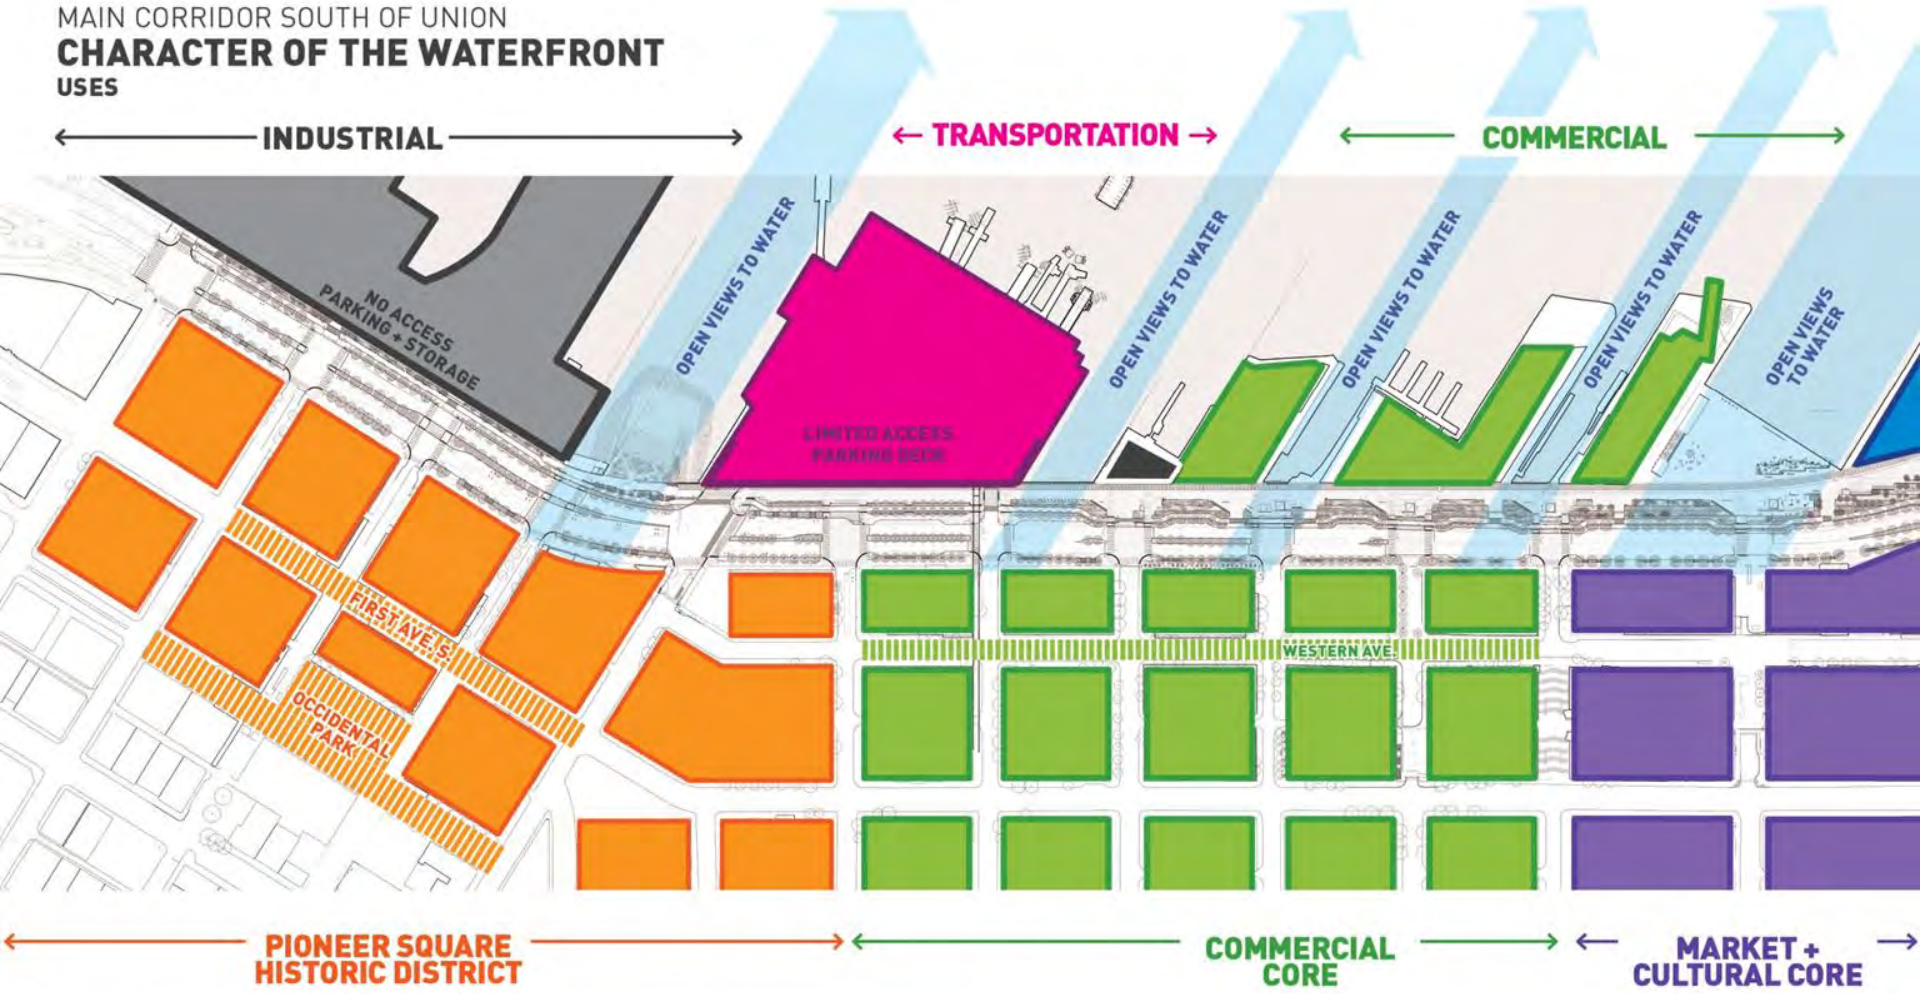 MAIN CORRIDOR SOUTH OF UNION
CHARACTER OF THE WATERFRONT
USES
INDUSTRIAL
TRANSPORTATION
COMMERCIAL
NO ACCESS
PARKING + STORAGE
OPEN VIEWS TO WATER
LIMITED ACCESS
PARKING DECK
OPEN VIEWS TO WATER
OPEN VIEWS TO WATER
OPEN VIEWS TO WATER
OPEN VIEWS
TO WATER
FIRST AVE. S.
OCCIDENTAL
PARK
WESTERN AVE.
PIONEER SQUARE
HISTORIC DISTRICT
COMMERCIAL
CORE
MARKET +
CULTURAL CORE